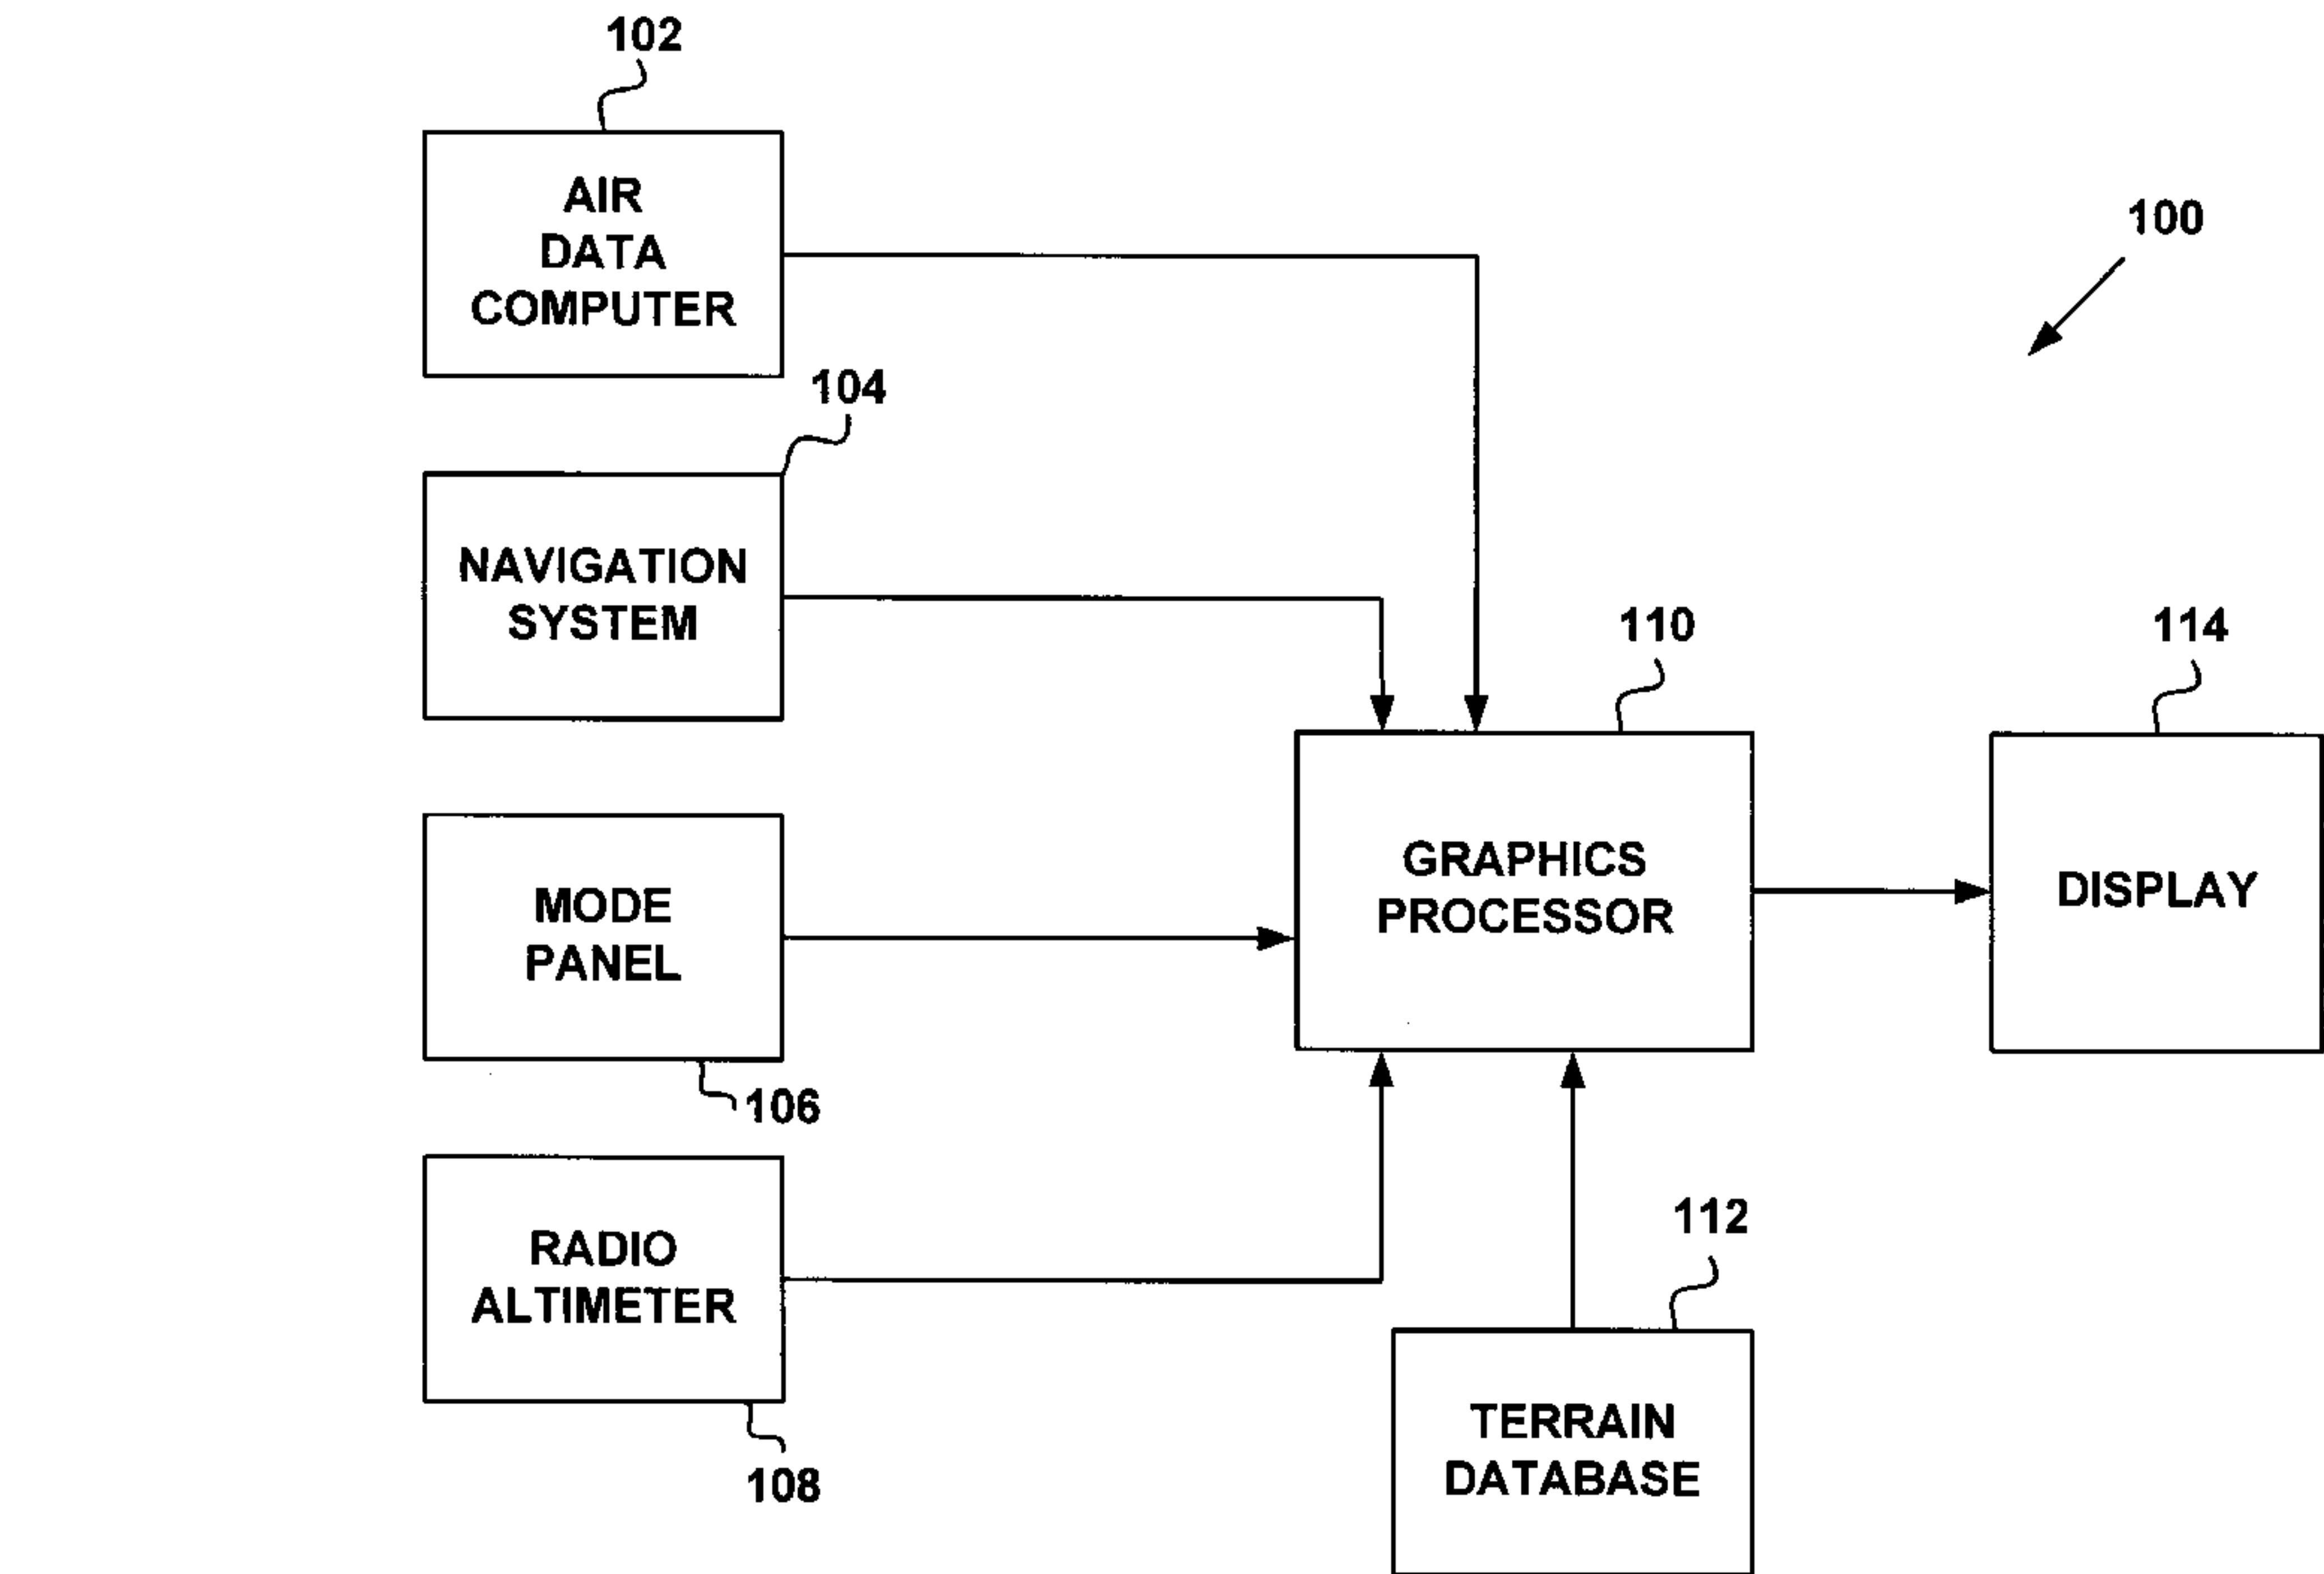 102
AIR
DATA
COMPUTER
100
104
NAVIGATION
SYSTEM
110
114
MODE
PANEL
GRAPHICS
PROCESSOR
DISPLAY
106
RADIO
ALTIMETER
112
108
TERRAIN
DATABASE